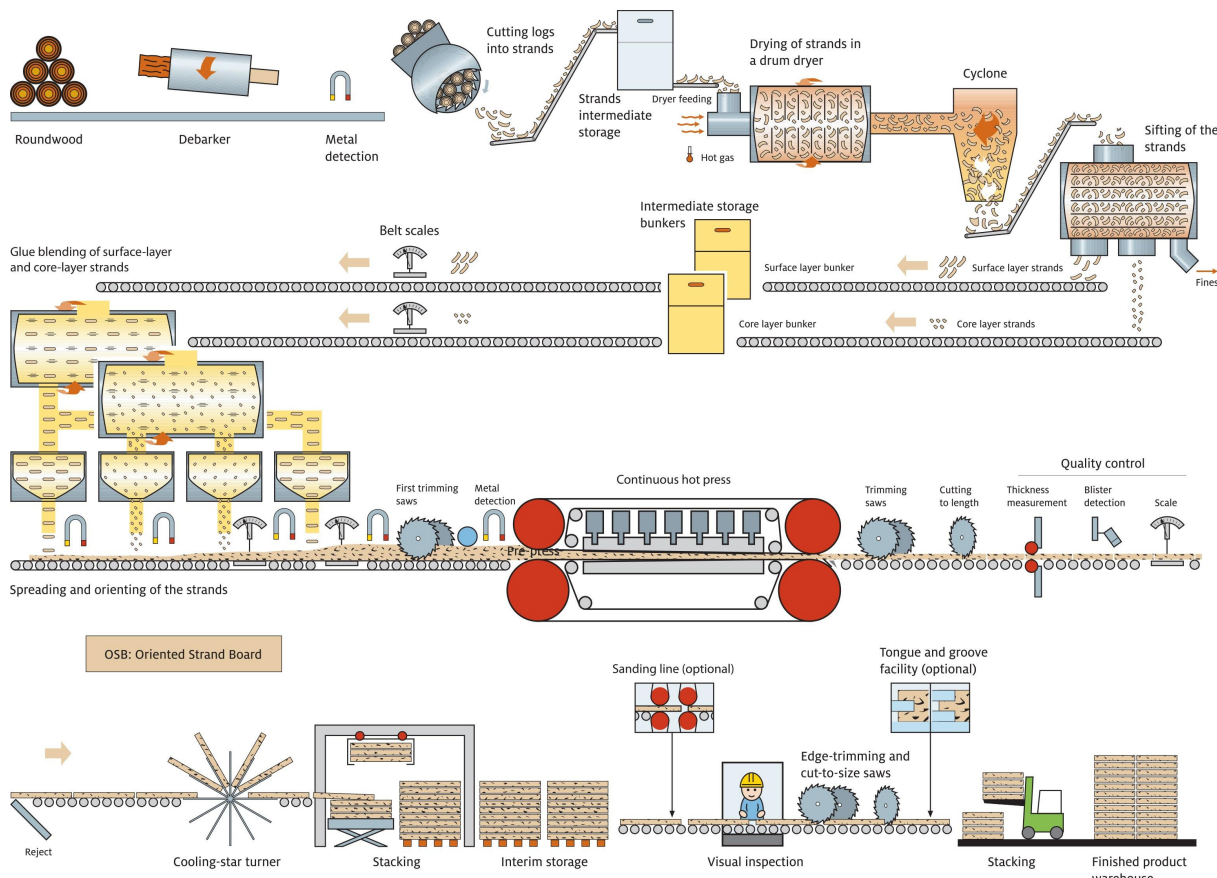 Roundwood
Debarker
Metal
detection
Cutting logs
into strands
Strands
intermediate
storage
Dryer feeding
Hot gas
Drying of strands in
a drum dryer
Cyclone
Sifting of the
strands
Fines
Surface layer strands
Surface layer bunker
Core layer strands
Core layer bunker
Intermediate storage
bunkers
Belt scales
Glue blending of surface-layer
and core-layer strands
Spreading and orienting of the strands
First trimming
saws
Metal
detection
Pre-press
Continuous hot press
Trimming
saws
Cutting
to length
Quality control
Thickness
measurement
Blister
detection
Scale
OSB: Oriented Strand Board
Reject
Cooling-star turner
Stacking
Interim storage
Sanding line (optional)
Visual inspection
Edge-trimming and
cut-to-size saws
Tongue and groove
facility (optional)
Stacking
Finished product
warehouse